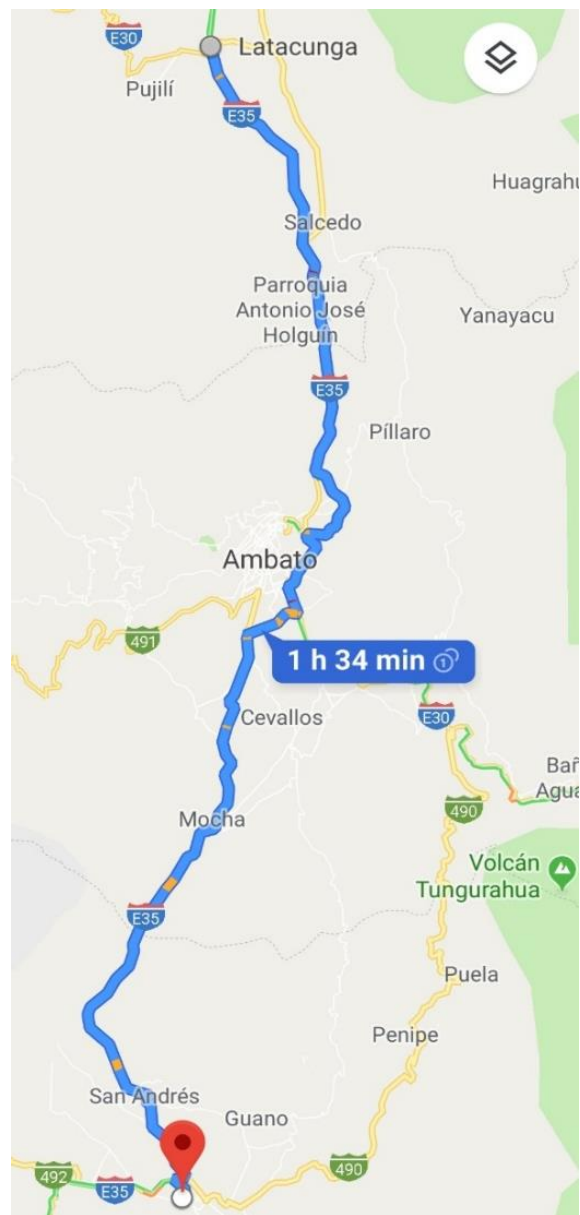 E30
Latacunga
Pujilí
E35
Huagrahu
Salcedo
Parroquia
Antonio José
Holguín
Yanayacu
E35
Píllaro
Ambato
491
1 h 34 min
1
E30
Cevallos
Bañ
Agua
490
Mocha
Volcán
Tungurahua
E35
Puela
Penipe
San Andrés
Guano
492
E35
490